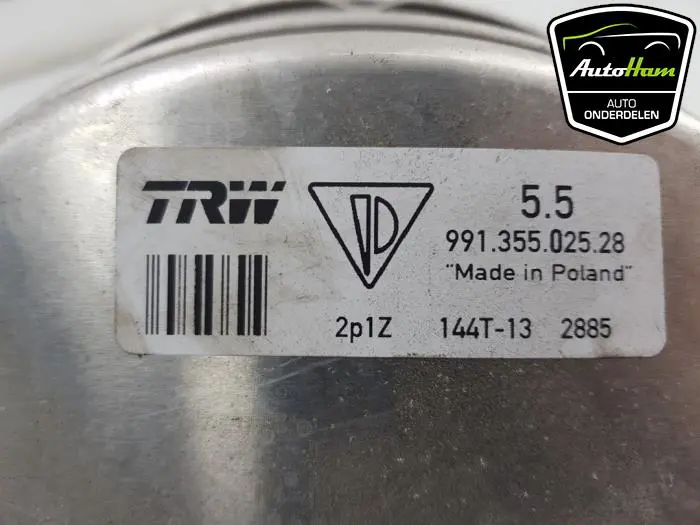 AutoHam
AUTO
ONDERDELEN
TRW
5.5
991.355.025.28
"Made in Poland"
2p1Z 144T-13 2885